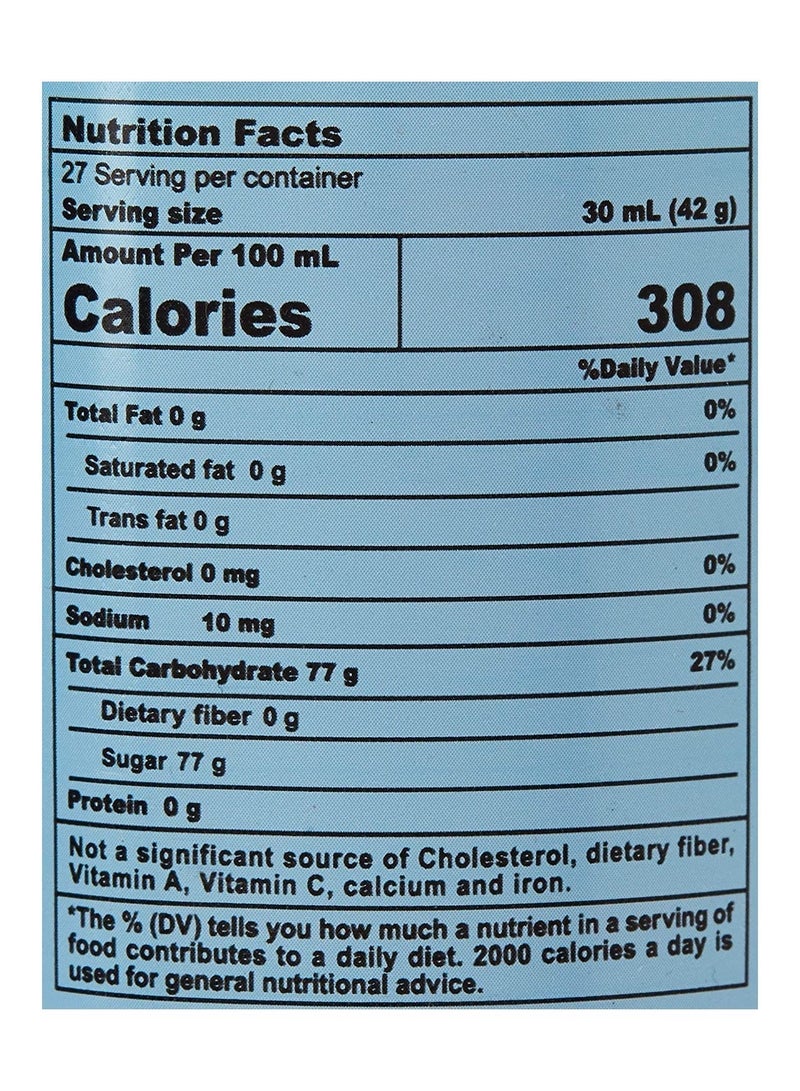 Nutrition Facts
27 Serving per container
Serving size 30 mL (42 g)
Amount Per 100 mL
Calories 308
%Daily Value*
Total Fat 0 g 0%
Saturated fat 0 g 0%
Trans fat 0 g
Cholesterol 0 mg 0%
Sodium 10 mg 0%
Total Carbohydrate 77 g 27%
Dietary fiber 0 g
Sugar 77 g
Protein 0 g
Not a significant source of Cholesterol, dietary fiber,
Vitamin A, Vitamin C, calcium and iron.
*The % (DV) tells you how much a nutrient in a serving of
food contributes to a daily diet. 2000 calories a day is
used for general nutritional advice.